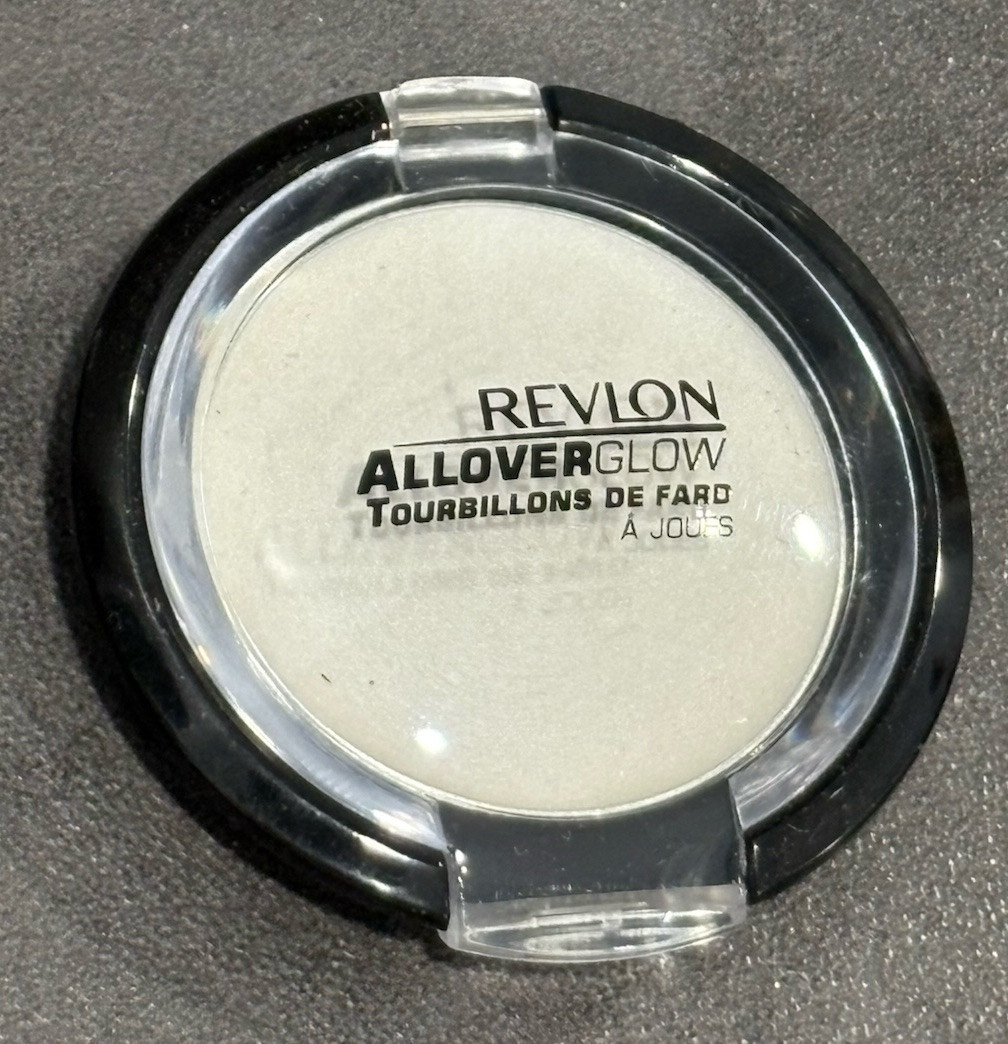 REVLON
ALLOVERGLOW
TOURBILLONS DE FARD
À JOUES